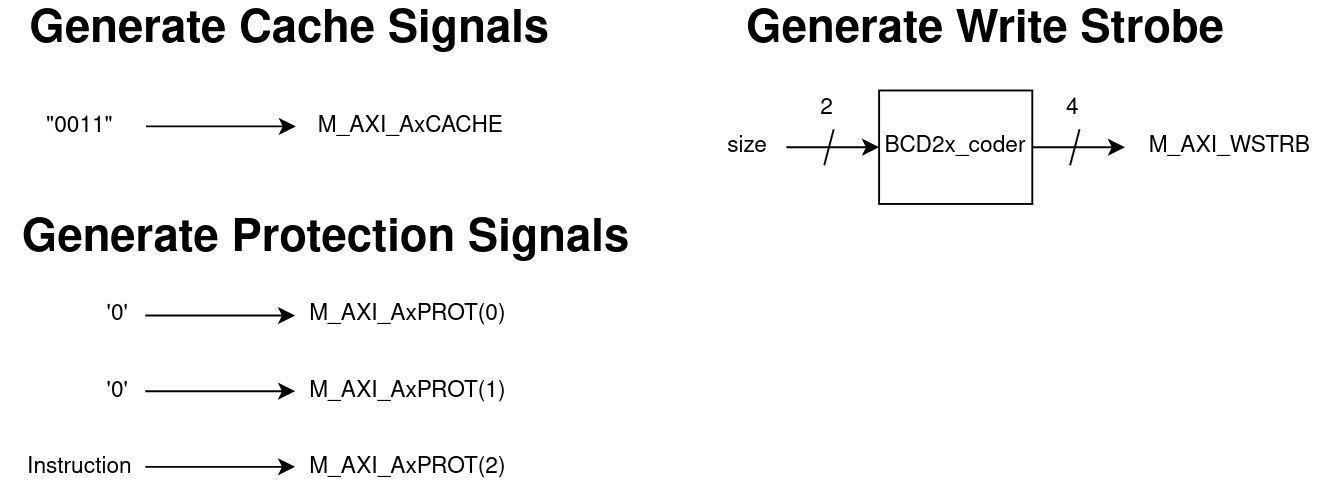 Generate Cache Signals
"0011" M_AXI_AxCACHE
Generate Protection Signals
'0' M_AXI_AxPROT(0)
'0' M_AXI_AxPROT(1)
Instruction M_AXI_AxPROT(2)
Generate Write Strobe
2 4
size BCD2x_coder M_AXI_WSTRB